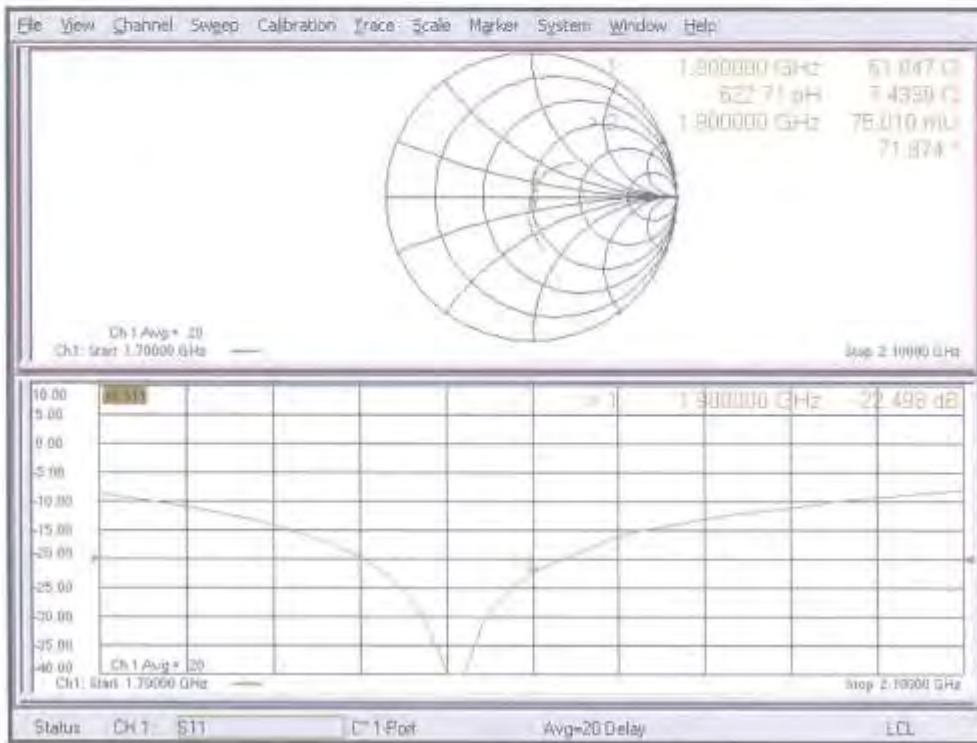 File View Channel Sweep Calibration Trace Scale Marker System Window Help
1.900000 GHz
622.71 pH 7.4339 Ω
1.900000 GHz 75.010 mU
71.874 °
Ch 1 Avg = 20
Ch1: Start 1.70000 GHz
Stop 2.10000 GHz
10.00
5.00
0.00
-5.00
-10.00
-15.00
-20.00
-25.00
-30.00
-35.00
-40.00
> 1: 1.900000 GHz -22.498 dB
Ch 1 Avg = 20
Ch1: Start 1.70000 GHz
Stop 2.10000 GHz
Status CH 1: S11 C* 1-Port Avg=20 Delay LCL